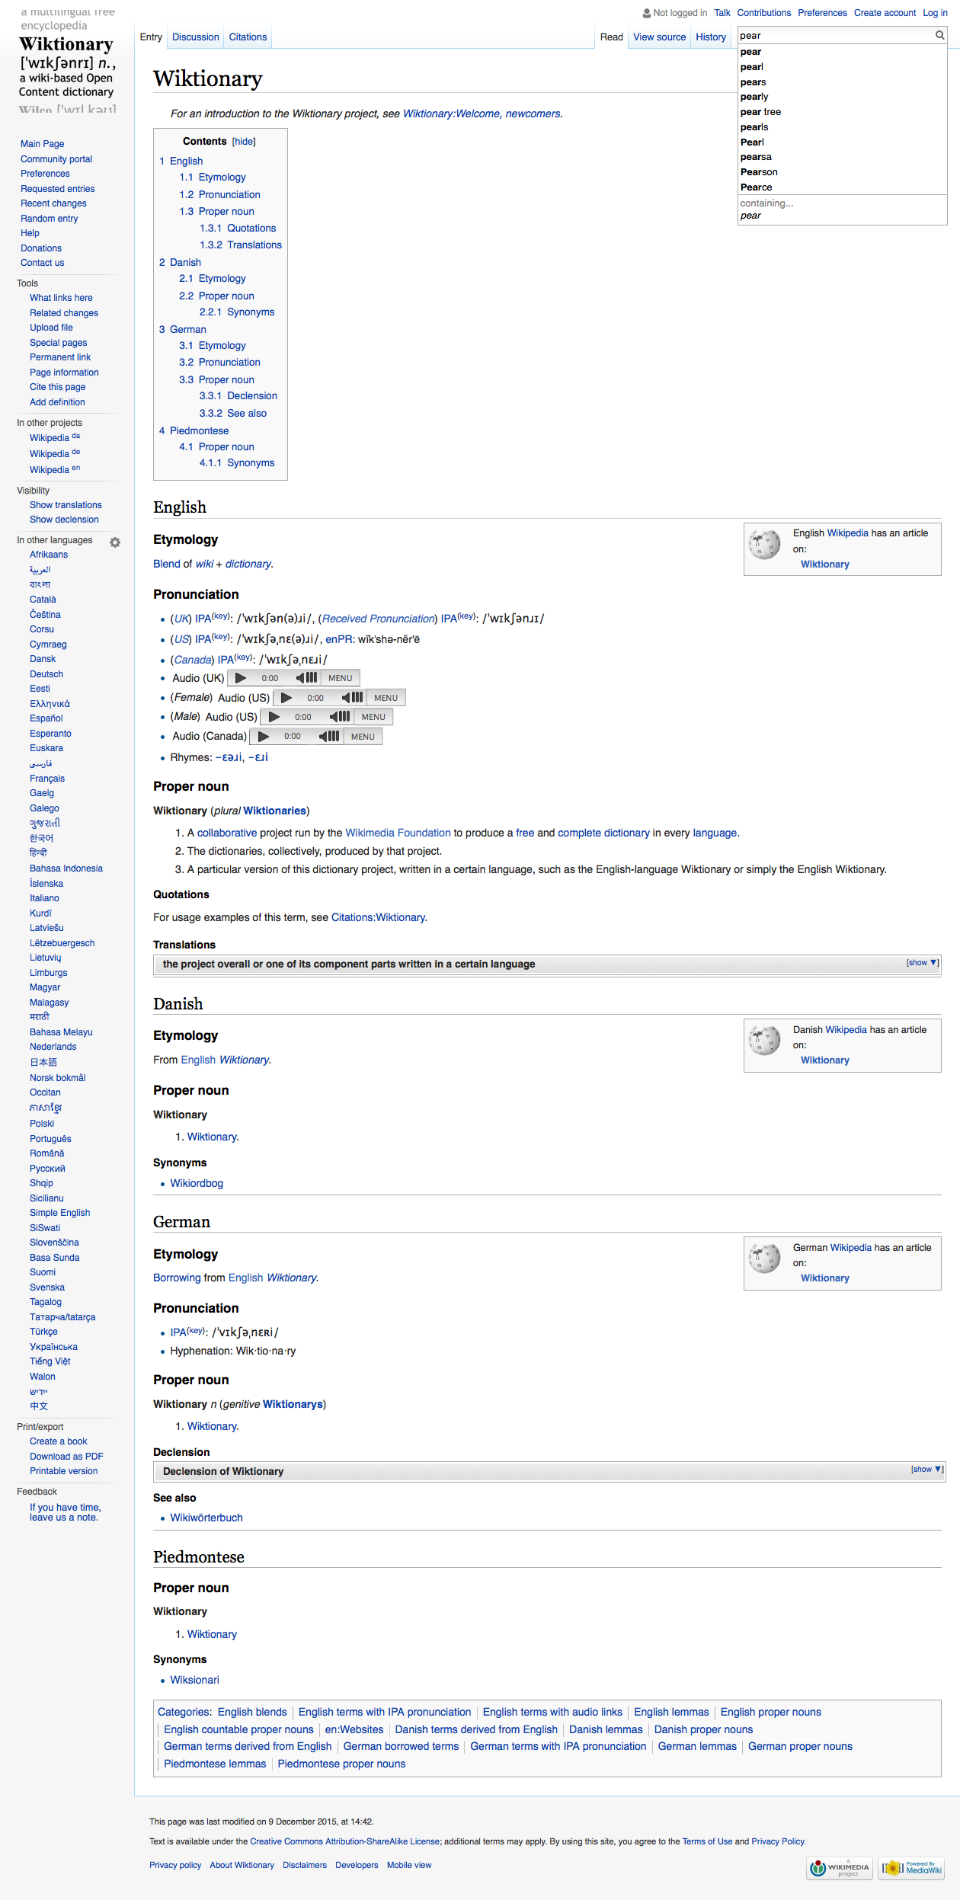 a multilingual free
encyclopedia
Wiktionary
[ˈwɪkʃənrɪ] n.,
a wiki-based Open
Content dictionary
Wilco [ˈwɪl kəʊ]
Not logged in Talk Contributions Preferences Create account Log in
Entry Discussion Citations Read View source History pear
pear
pearl
pears
pearly
pear tree
pearls
Pearl
pearsa
Pearson
Pearce
containing...
pear
Main Page
Community portal
Preferences
Requested entries
Recent changes
Random entry
Help
Donations
Contact us
Tools
What links here
Related changes
Upload file
Special pages
Permanent link
Page information
Cite this page
Add definition
In other projects
Wikipedia da
Wikipedia de
Wikipedia en
Visibility
Show translations
Show declension
In other languages
Afrikaans
العربية
বাংলা
Català
Čeština
Corsu
Cymraeg
Dansk
Deutsch
Eesti
Ελληνικά
Español
Esperanto
Euskara
فارسی
Français
Gaelg
Galego
ગુજરાતી
한국어
हिन्दी
Bahasa Indonesia
Íslenska
Italiano
Kurdî
Latviešu
Lëtzebuergesch
Lietuvių
Limburgs
Magyar
Malagasy
मराठी
Bahasa Melayu
Nederlands
日本語
Norsk bokmål
Occitan
ភាសាខ្មែរ
Polski
Português
Română
Русский
Shqip
Sicilianu
Simple English
SiSwati
Slovenščina
Basa Sunda
Suomi
Svenska
Tagalog
Татарча/tatarça
Türkçe
Українська
Tiếng Việt
Walon
ייִדיש
中文
Print/export
Create a book
Download as PDF
Printable version
Feedback
If you have time,
leave us a note.
Wiktionary
For an introduction to the Wiktionary project, see Wiktionary:Welcome, newcomers.
Contents [hide]
1 English
1.1 Etymology
1.2 Pronunciation
1.3 Proper noun
1.3.1 Quotations
1.3.2 Translations
2 Danish
2.1 Etymology
2.2 Proper noun
2.2.1 Synonyms
3 German
3.1 Etymology
3.2 Pronunciation
3.3 Proper noun
3.3.1 Declension
3.3.2 See also
4 Piedmontese
4.1 Proper noun
4.1.1 Synonyms
English
English Wikipedia has an article
on:
Wiktionary
Etymology
Blend of wiki + dictionary.
Pronunciation
• (UK) IPA(key): /ˈwɪkʃən(ə)ɹi/, (Received Pronunciation) IPA(key): /ˈwɪkʃənɹɪ/
• (US) IPA(key): /ˈwɪkʃəˌnɛ(ə)ɹi/, enPR: wĭkʹshə-nĕrʹē
• (Canada) IPA(key): /ˈwɪkʃəˌnɛɹi/
• Audio (UK) 0:00 MENU
• (Female) Audio (US) 0:00 MENU
• (Male) Audio (US) 0:00 MENU
• Audio (Canada) 0:00 MENU
• Rhymes: -ɛəɹi, -ɛɹi
Proper noun
Wiktionary (plural Wiktionaries)
1. A collaborative project run by the Wikimedia Foundation to produce a free and complete dictionary in every language.
2. The dictionaries, collectively, produced by that project.
3. A particular version of this dictionary project, written in a certain language, such as the English-language Wiktionary or simply the English Wiktionary.
Quotations
For usage examples of this term, see Citations:Wiktionary.
Translations
the project overall or one of its component parts written in a certain language [show ▼]
Danish
Danish Wikipedia has an article
on:
Wiktionary
Etymology
From English Wiktionary.
Proper noun
Wiktionary
1. Wiktionary.
Synonyms
• Wikiordbog
German
German Wikipedia has an article
on:
Wiktionary
Etymology
Borrowing from English Wiktionary.
Pronunciation
• IPA(key): /ˈvɪkʃəˌnɛʀi/
• Hyphenation: Wik·tio·na·ry
Proper noun
Wiktionary n (genitive Wiktionarys)
1. Wiktionary.
Declension
Declension of Wiktionary [show ▼]
See also
• Wikiwörterbuch
Piedmontese
Proper noun
Wiktionary
1. Wiktionary
Synonyms
• Wiksionari
Categories: English blends | English terms with IPA pronunciation | English terms with audio links | English lemmas | English proper nouns
| English countable proper nouns | en:Websites | Danish terms derived from English | Danish lemmas | Danish proper nouns
| German terms derived from English | German borrowed terms | German terms with IPA pronunciation | German lemmas | German proper nouns
| Piedmontese lemmas | Piedmontese proper nouns
This page was last modified on 9 December 2015, at 14:42.
Text is available under the Creative Commons Attribution-ShareAlike License; additional terms may apply. By using this site, you agree to the Terms of Use and Privacy Policy.
Privacy policy About Wiktionary Disclaimers Developers Mobile view
A WIKIMEDIA project
Powered By MediaWiki